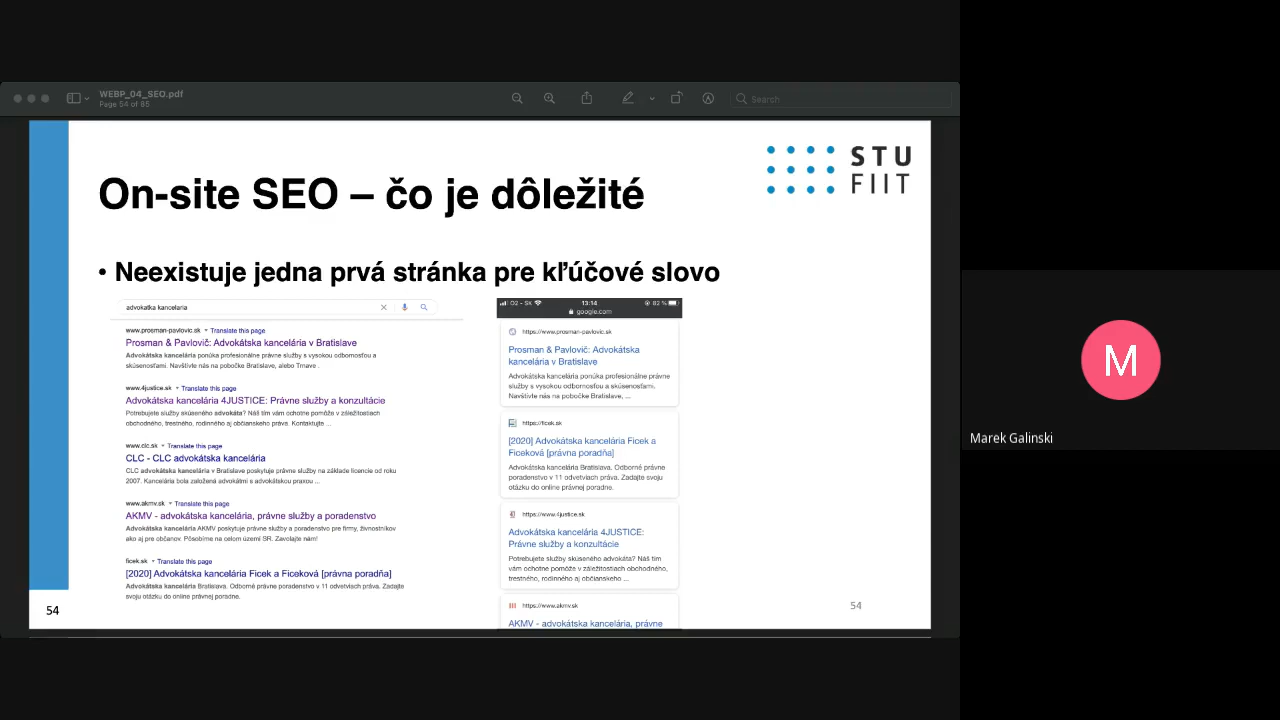 WEBP_04_SEO.pdf
Page 54 of 65
Search
STU
FIIT
On-site SEO – čo je dôležité
• Neexistuje jedna prvá stránka pre kľúčové slovo
advokatka kancelaria
www.prosman-pavlovic.sk Translate this page
Prosman & Pavlovič: Advokátska kancelária v Bratislave
Advokátska kancelária ponúka profesionálne právne služby s vysokou odbornosťou a
skúsenosťami. Navštívte nás na pobočke Bratislave, alebo Trnave .
www.4justice.sk Translate this page
Advokátska kancelária 4JUSTICE: Právne služby a konzultácie
Potrebujete služby skúseného advokáta? Náš tím vám ochotne pomôže v záležitostiach
obchodného, trestného, rodinného aj občianskeho práva. Kontaktujte ...
www.clc.sk Translate this page
CLC - CLC advokátska kancelária
CLC advokátska kancelária v Bratislave poskytuje právne služby na základe licencie od roku
2007. Kancelária bola založená advokátmi s advokátskou praxou ...
www.akmv.sk Translate this page
AKMV - advokátska kancelária, právne služby a poradenstvo
Advokátska kancelária AKMV poskytuje právne služby a poradenstvo pre firmy, živnostníkov
ako aj pre občanov. Pôsobíme na celom území SR. Zavolajte nám!
ficek.sk Translate this page
[2020] Advokátska kancelária Ficek a Ficeková [právna poradňa]
Advokátska kancelária Bratislava. Odborné právne poradenstvo v 11 odvetviach práva. Zadajte
svoju otázku do online právnej poradne.
O2 - SK 13:14 82 %
google.com
https://www.prosman-pavlovic.sk
Prosman & Pavlovič: Advokátska
kancelária v Bratislave
Advokátska kancelária ponúka profesionálne právne
služby s vysokou odbornosťou a skúsenosťami.
Navštívte nás na pobočke Bratislave, ...
https://ficek.sk
[2020] Advokátska kancelária Ficek a
Ficeková [právna poradňa]
Advokátska kancelária Bratislava. Odborné právne
poradenstvo v 11 odvetviach práva. Zadajte svoju
otázku do online právnej poradne.
https://www.4justice.sk
Advokátska kancelária 4JUSTICE:
Právne služby a konzultácie
Potrebujete služby skúseného advokáta? Náš tím
vám ochotne pomôže v záležitostiach obchodného,
trestného, rodinného aj občianskeho ...
https://www.akmv.sk
AKMV - advokátska kancelária, právne
54
54
M
Marek Galinski